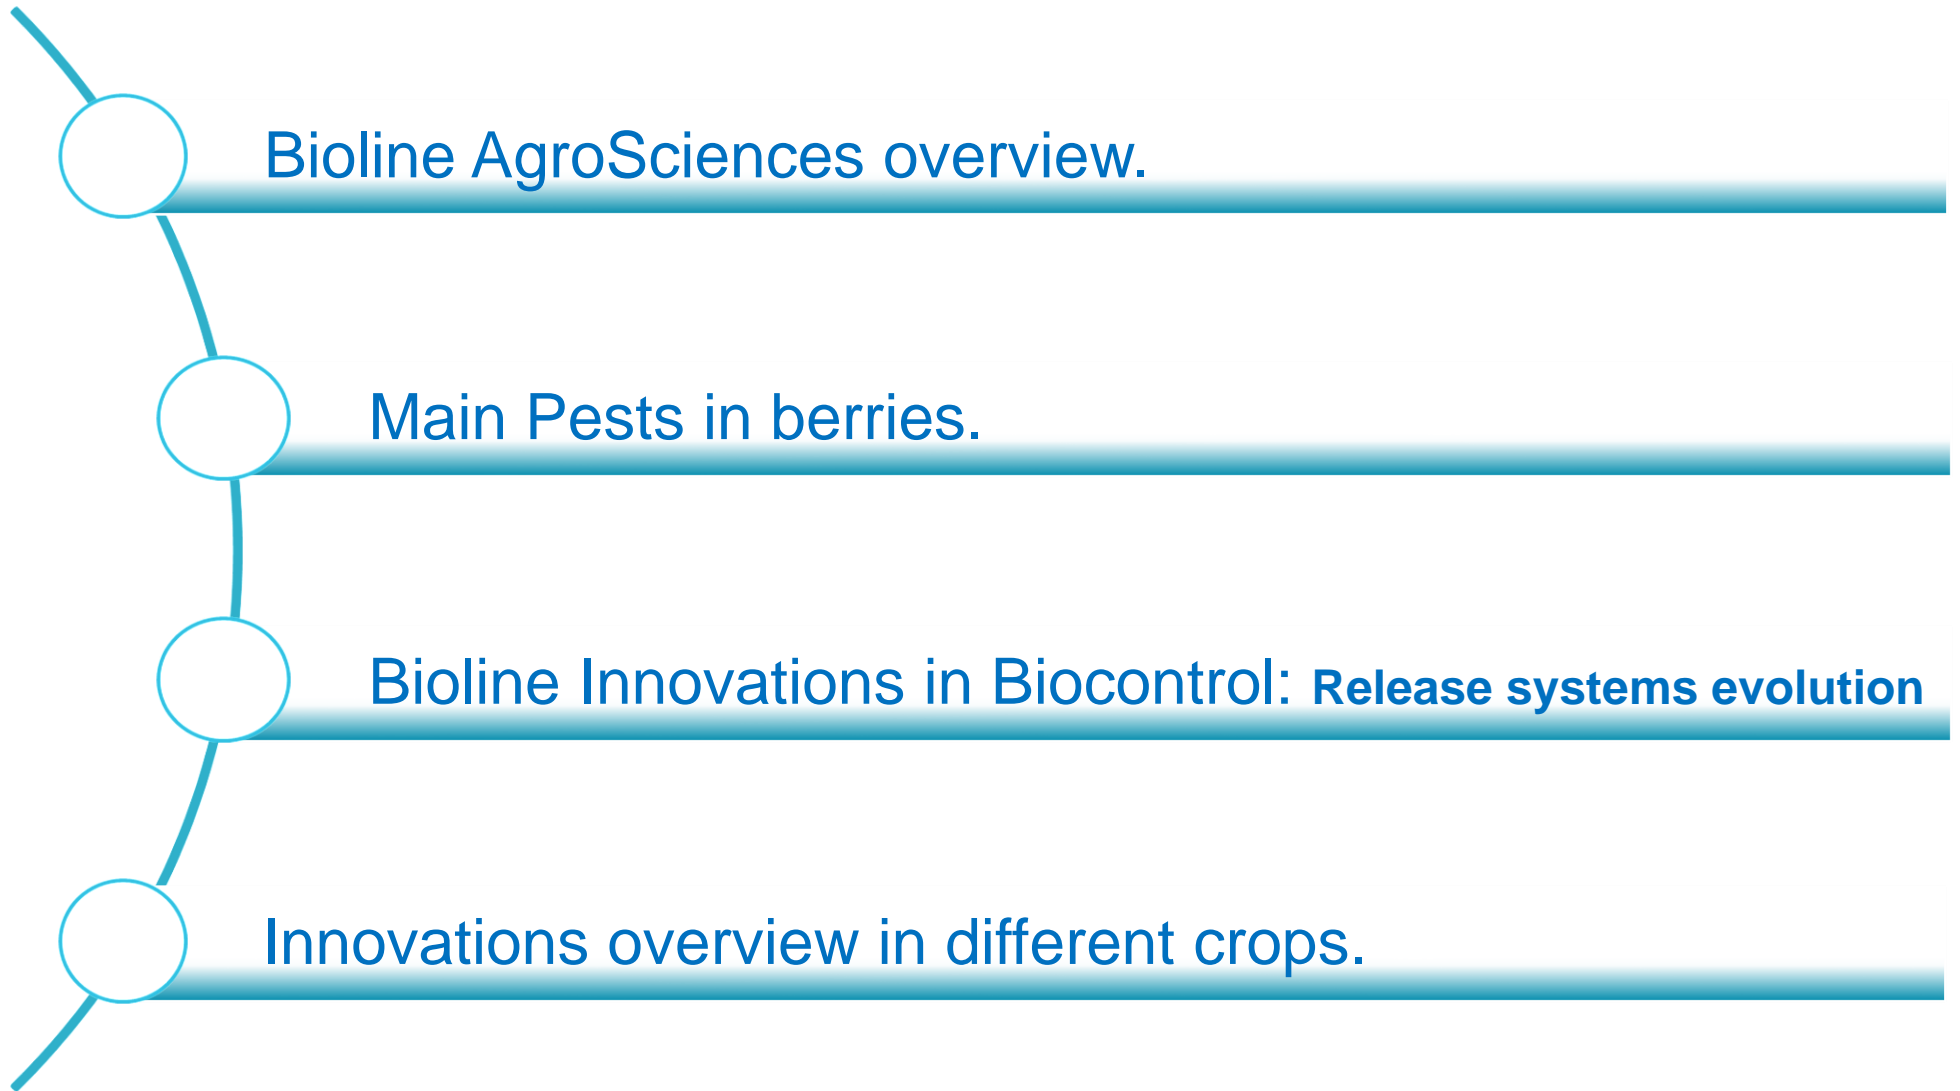 Bioline AgroSciences overview.
Main Pests in berries.
Bioline Innovations in Biocontrol: Release systems evolution
Innovations overview in different crops.